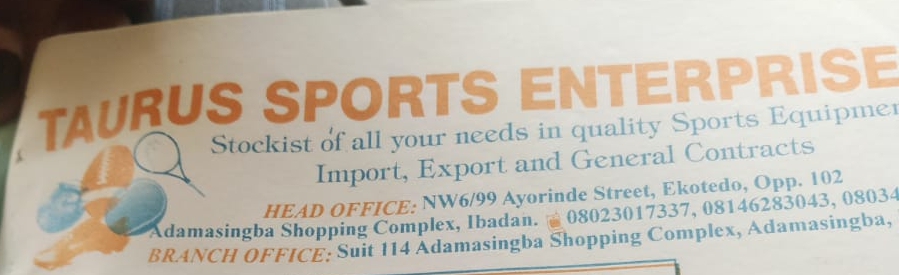 TAURUS SPORTS ENTERPRISE
Stockist of all your needs in quality Sports Equipmen
Import, Export and General Contracts
HEAD OFFICE: NW6/99 Ayorinde Street, Ekotedo, Opp. 102
Adamasingba Shopping Complex, Ibadan. 08023017337, 08146283043, 08034
BRANCH OFFICE: Suit 114 Adamasingba Shopping Complex, Adamasingba,